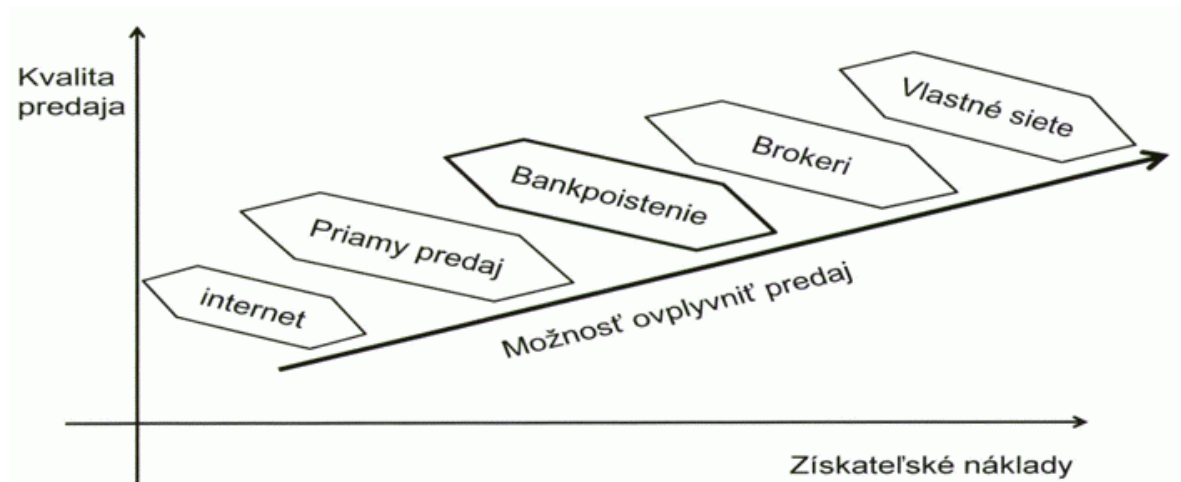 Kvalita
predaja
Vlastné siete
Brokeri
Bankpoistenie
Priamy predaj
internet
Možnosť ovplyvniť predaj
Získateľské náklady